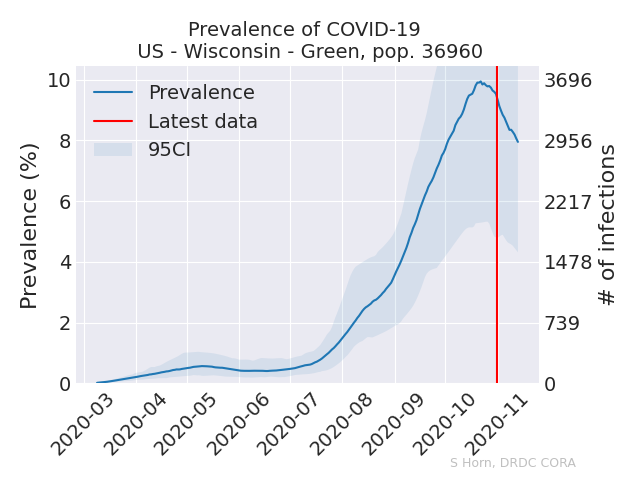 Prevalence of COVID-19
US - Wisconsin - Green, pop. 36960
Prevalence (%)
10
8
6
4
2
0
Prevalence
Latest data
95CI
3696
2956
2217
1478
739
0
# of infections
2020-03
2020-04
2020-05
2020-06
2020-07
2020-08
2020-09
2020-10
2020-11
S Horn, DRDC CORA